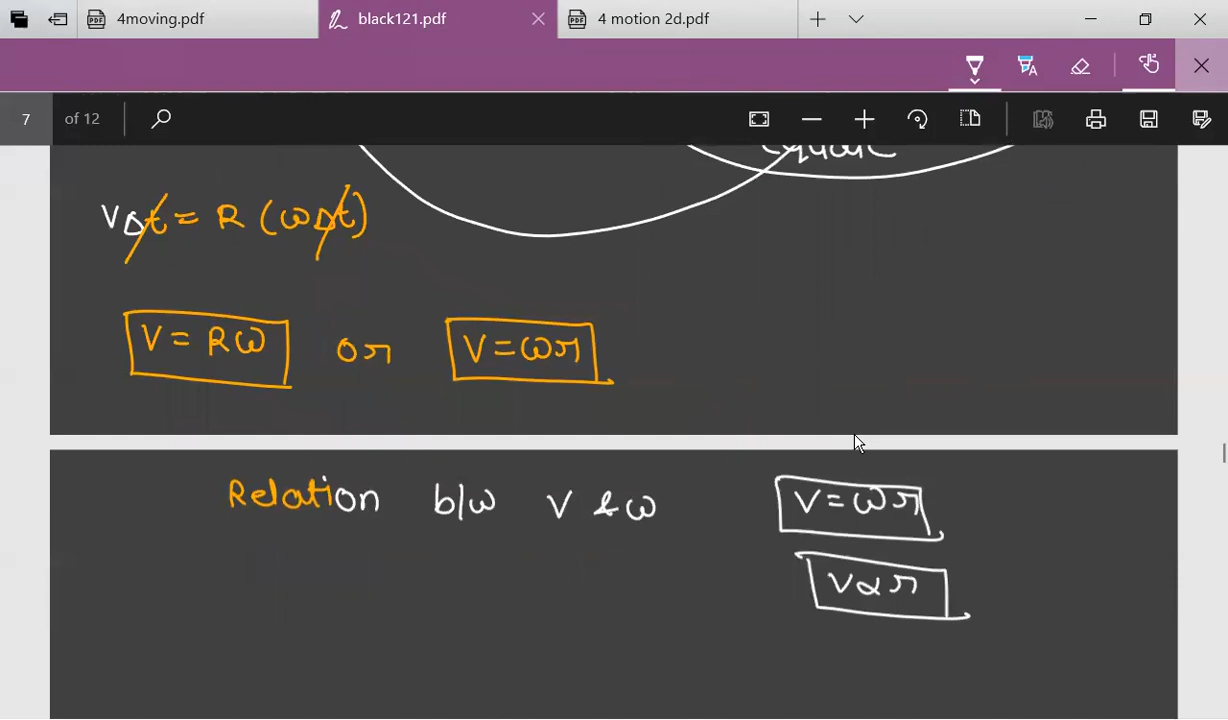 4moving.pdf black121.pdf 4 motion 2d.pdf
7 of 12
VΔt = R (ωΔt)
V = Rω or V = ωr
Relation b/w V & ω V = ωr
V α r